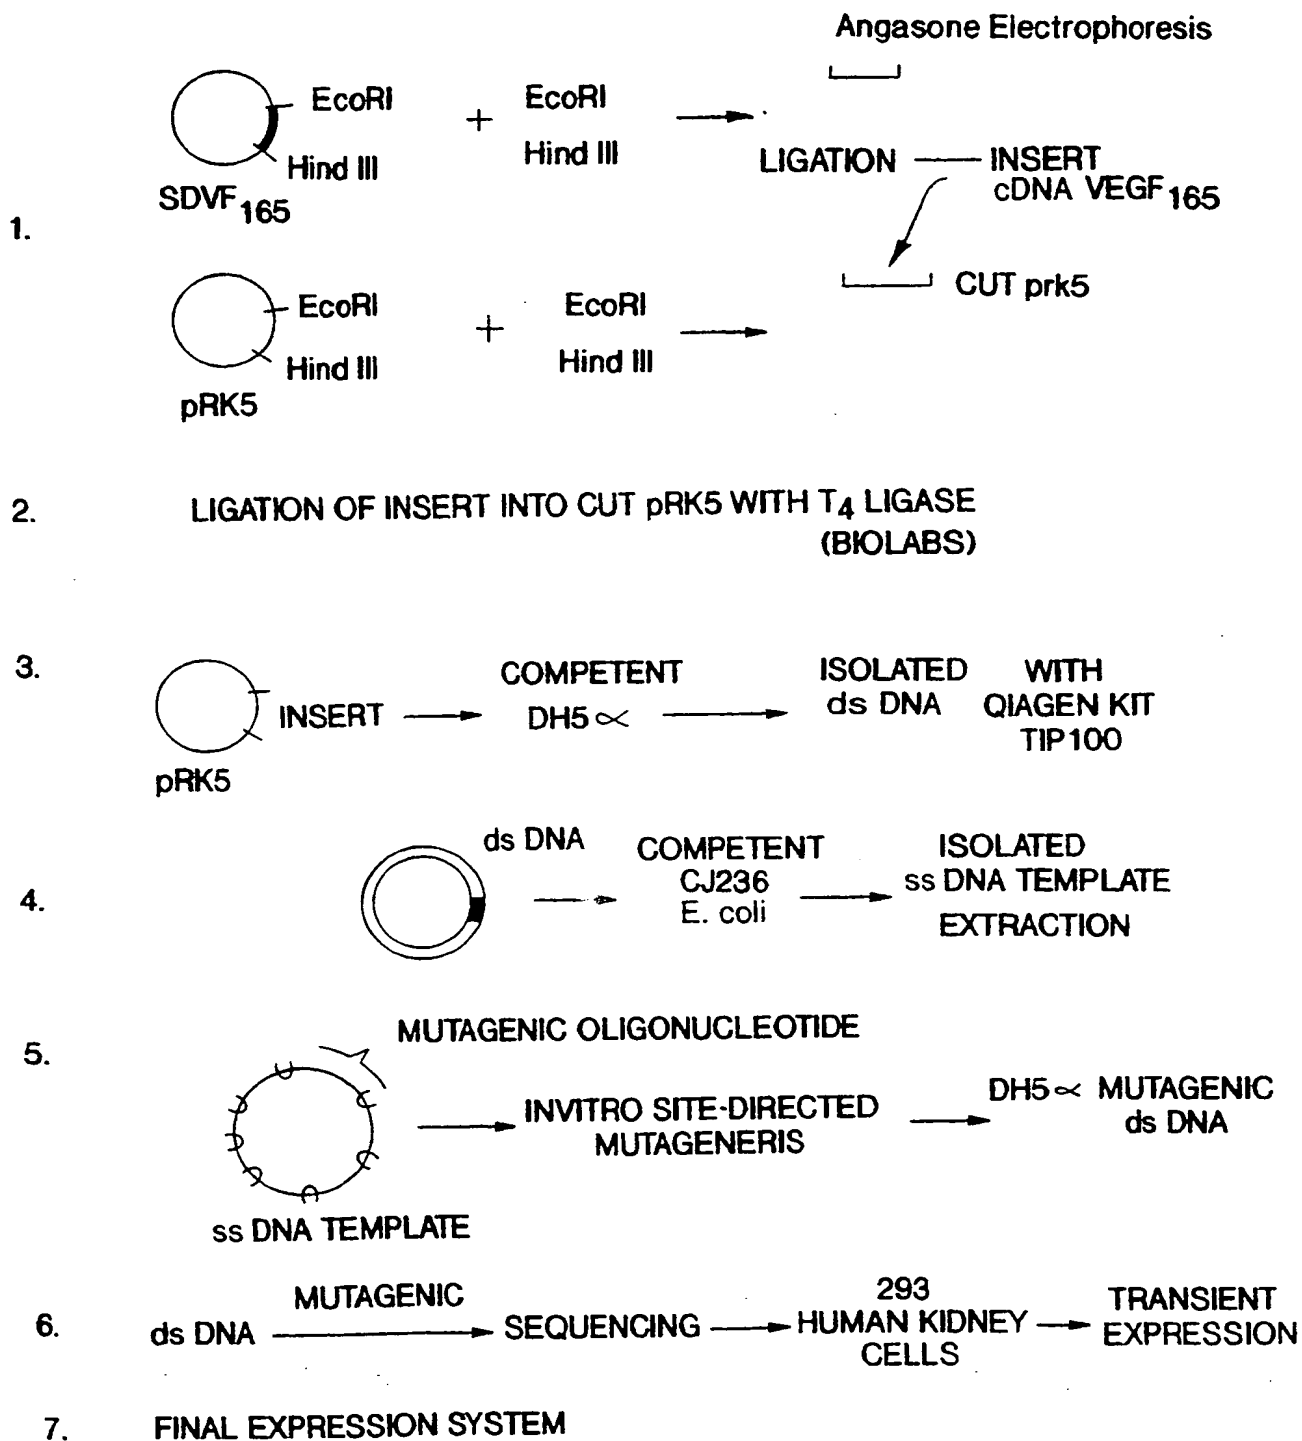 Angasone Electrophoresis
EcoRI
Hind III
SDVF165
+
EcoRI
Hind III
LIGATION
INSERT
cDNA VEGF165
1.
EcoRI
Hind III
pRK5
+
EcoRI
Hind III
CUT prk5
2.
LIGATION OF INSERT INTO CUT pRK5 WITH T4 LIGASE
(BIOLABS)
3.
INSERT
pRK5
COMPETENT
DH5 ∝
ISOLATED
ds DNA
WITH
QIAGEN KIT
TIP100
4.
ds DNA
COMPETENT
CJ236
E. coli
ISOLATED
ss DNA TEMPLATE
EXTRACTION
5.
MUTAGENIC OLIGONUCLEOTIDE
ss DNA TEMPLATE
INVITRO SITE-DIRECTED
MUTAGENERIS
DH5 ∝ MUTAGENIC
ds DNA
6.
ds DNA
MUTAGENIC
SEQUENCING
293
HUMAN KIDNEY
CELLS
TRANSIENT
EXPRESSION
7.
FINAL EXPRESSION SYSTEM